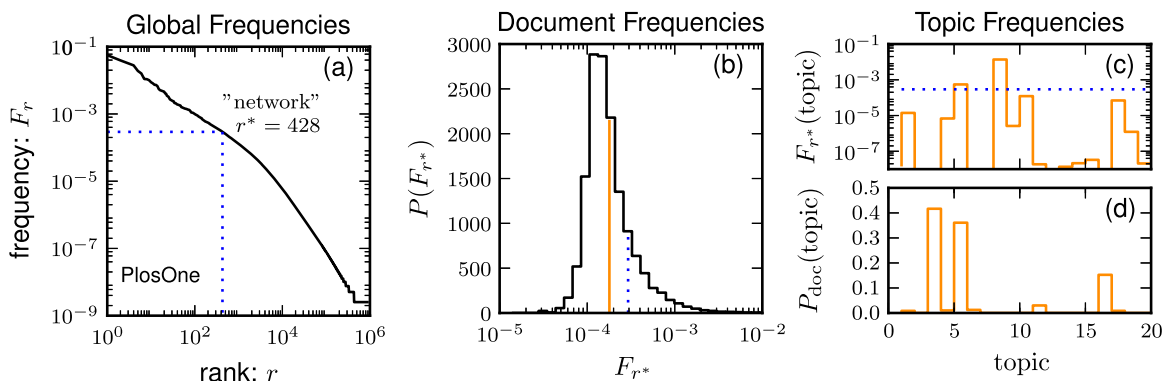 Global Frequencies
frequency: F_r
10^-1
10^-3
10^-5
10^-7
10^-9
(a)
"network"
r* = 428
PlosOne
10^0
10^2
10^4
10^6
rank: r
Document Frequencies
P(F_r*)
3000
2500
2000
1500
1000
500
0
(b)
10^-5
10^-4
10^-3
10^-2
F_r*
Topic Frequencies
F_r*(topic)
10^-1
10^-3
10^-5
10^-7
(c)
P_doc(topic)
0.5
0.4
0.3
0.2
0.1
0.0
(d)
0
5
10
15
20
topic